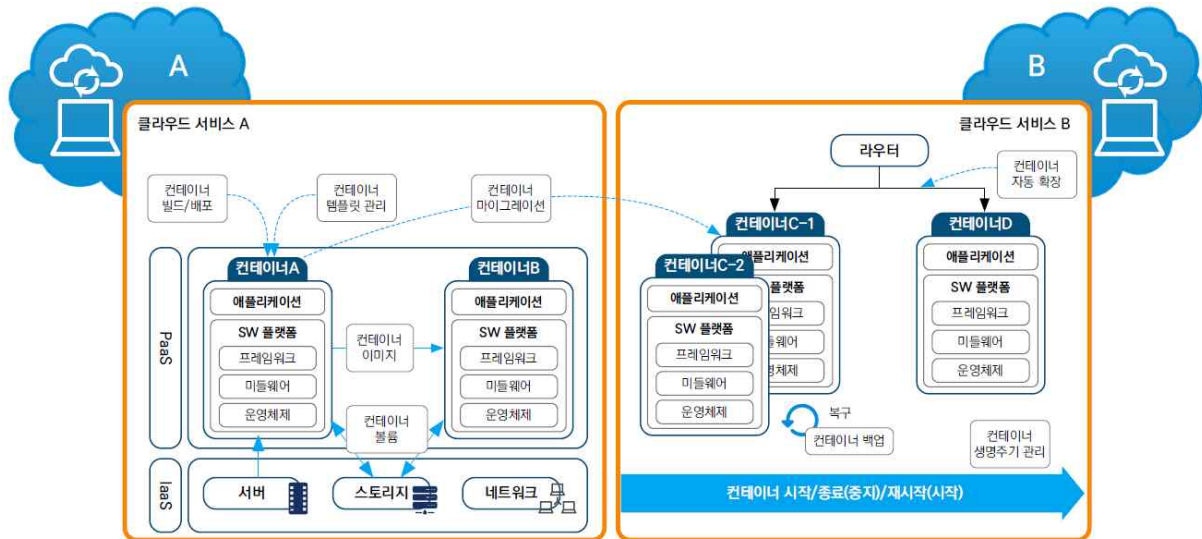 A
B
클라우드 서비스 A
클라우드 서비스 B
컨테이너
빌드/배포
컨테이너
템플릿 관리
컨테이너
마이그레이션
라우터
컨테이너
자동 확장
PaaS
컨테이너A
애플리케이션
SW 플랫폼
프레임워크
미들웨어
운영체제
컨테이너
이미지
컨테이너
볼륨
컨테이너B
애플리케이션
SW 플랫폼
프레임워크
미들웨어
운영체제
컨테이너C-1
애플리케이션
플랫폼
임워크
들웨어
영체제
컨테이너C-2
애플리케이션
SW 플랫폼
프레임워크
미들웨어
운영체제
컨테이너D
애플리케이션
SW 플랫폼
프레임워크
미들웨어
운영체제
복구
컨테이너 백업
컨테이너
생명주기 관리
IaaS
서버
스토리지
네트워크
컨테이너 시작/종료(중지)/재시작(시작)